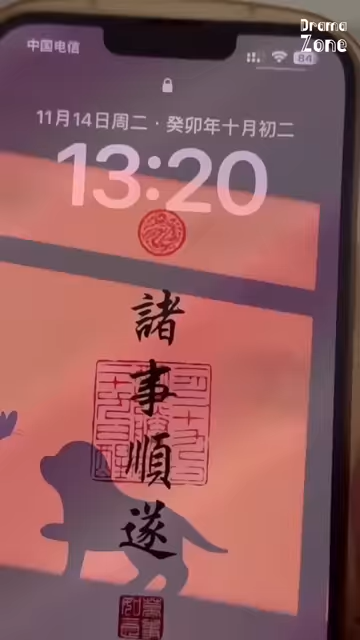 Drama
Zone
中国电信
84
11月14日周二·癸卯年十月初二
13:20
諸
事
順
遂